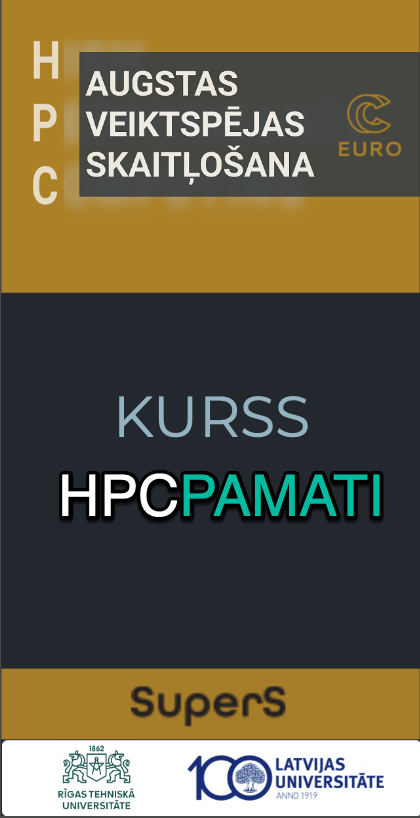 H
P
C
AUGSTAS
VEIKTSPĒJAS
SKAITĻOŠANA
EURO
KURSS
HPCPAMATI
SuperS
1862
RĪGAS TEHNISKĀ
UNIVERSITĀTE
100
LATVIJAS
UNIVERSITĀTE
ANNO 1919